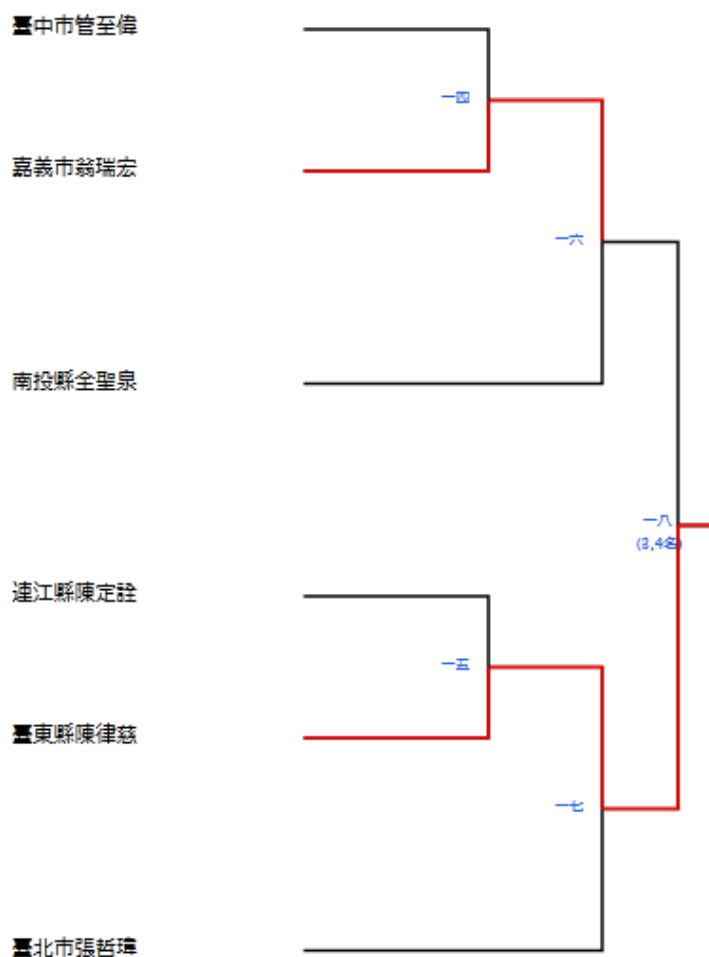 臺中市管至偉
一四
嘉義市翁瑞宏
一六
南投縣全聖泉
一八
(3,4名)
連江縣陳定詮
一五
臺東縣陳律慈
一七
臺北市張哲瑋